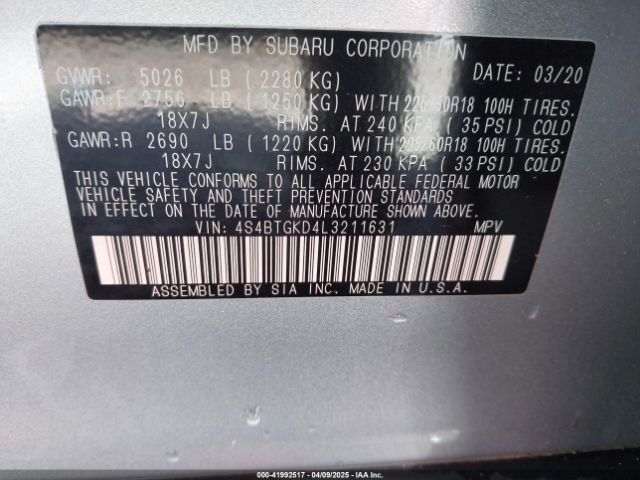 MFD BY SUBARU CORPORATION
GVWR: 5026 LB (2280 KG) DATE: 03/20
GAWR:F 2756 LB (1250 KG) WITH 225/60R18 100H TIRES.
18X7J RIMS. AT 240 KPA (35 PSI) COLD
GAWR:R 2690 LB (1220 KG) WITH 225/60R18 100H TIRES.
18X7J RIMS. AT 230 KPA (33 PSI) COLD
THIS VEHICLE CONFORMS TO ALL APPLICABLE FEDERAL MOTOR
VEHICLE SAFETY AND THEFT PREVENTION STANDARDS
IN EFFECT ON THE DATE OF MANUFACTURE SHOWN ABOVE.
VIN: 4S4BTGKD4L3211631 MPV
ASSEMBLED BY SIA INC. MADE IN U.S.A.
000-41992517 - 04/09/2025 - IAAI.COM